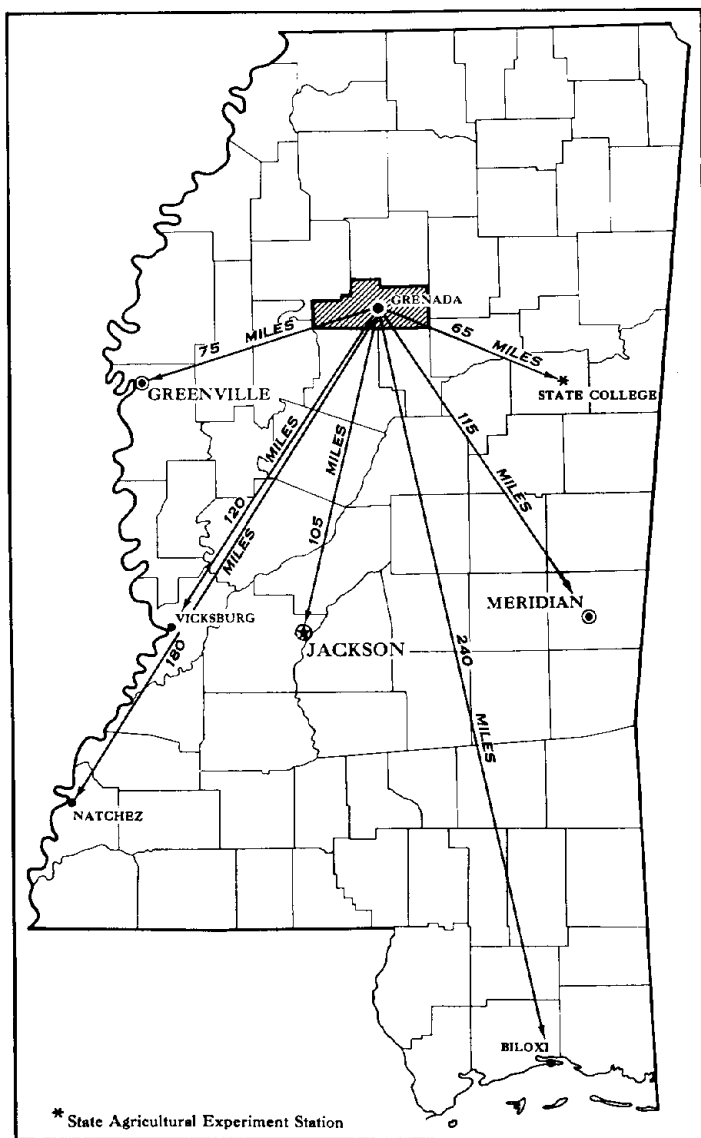 GRENADA
75 MILES
65 MILES
GREENVILLE
STATE COLLEGE
115 MILES
120 MILES
105 MILES
180 MILES
240 MILES
VICKSBURG
JACKSON
MERIDIAN
NATCHEZ
BILOXI
* State Agricultural Experiment Station